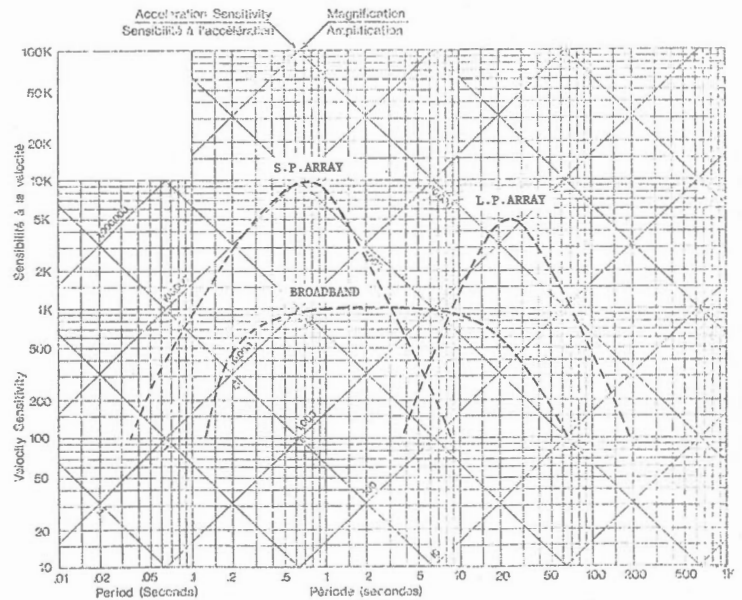 Acceleration Sensitivity
Sensibilité à l'accélération
Magnification
Amplification
100K
50K
20K
10K
5K
2K
1K
500
200
100
50
20
10
Sensibilité à la vélocité
Velocity Sensitivity
S.P.ARRAY
L.P.ARRAY
BROADBAND
.01 .02 .05 .1 .2 .5 1 2 5 10 20 50 100 200 500 1K
Period (Seconds) Période (secondes)